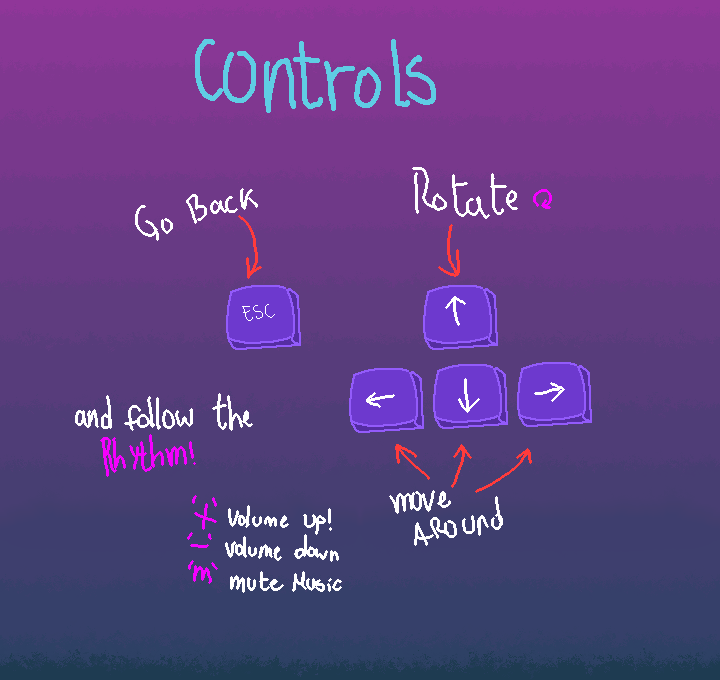 Controls
Go Back
Rotate
ESC
↑
← ↓ →
and follow the
Rhythm!
move
AROUND
"+" Volume up!
"-" volume down
"m" mute Music